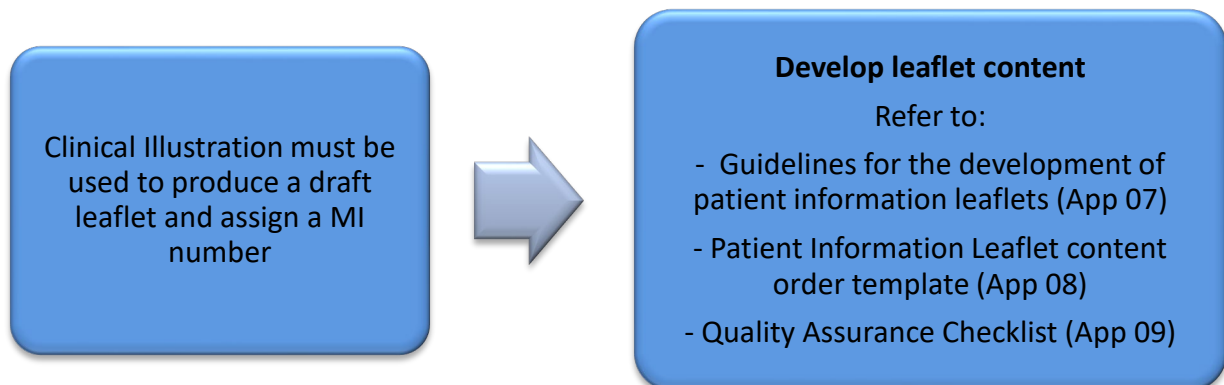 Clinical Illustration must be
used to produce a draft
leaflet and assign a MI
number
Develop leaflet content
Refer to:
- Guidelines for the development of
patient information leaflets (App 07)
- Patient Information Leaflet content
order template (App 08)
- Quality Assurance Checklist (App 09)